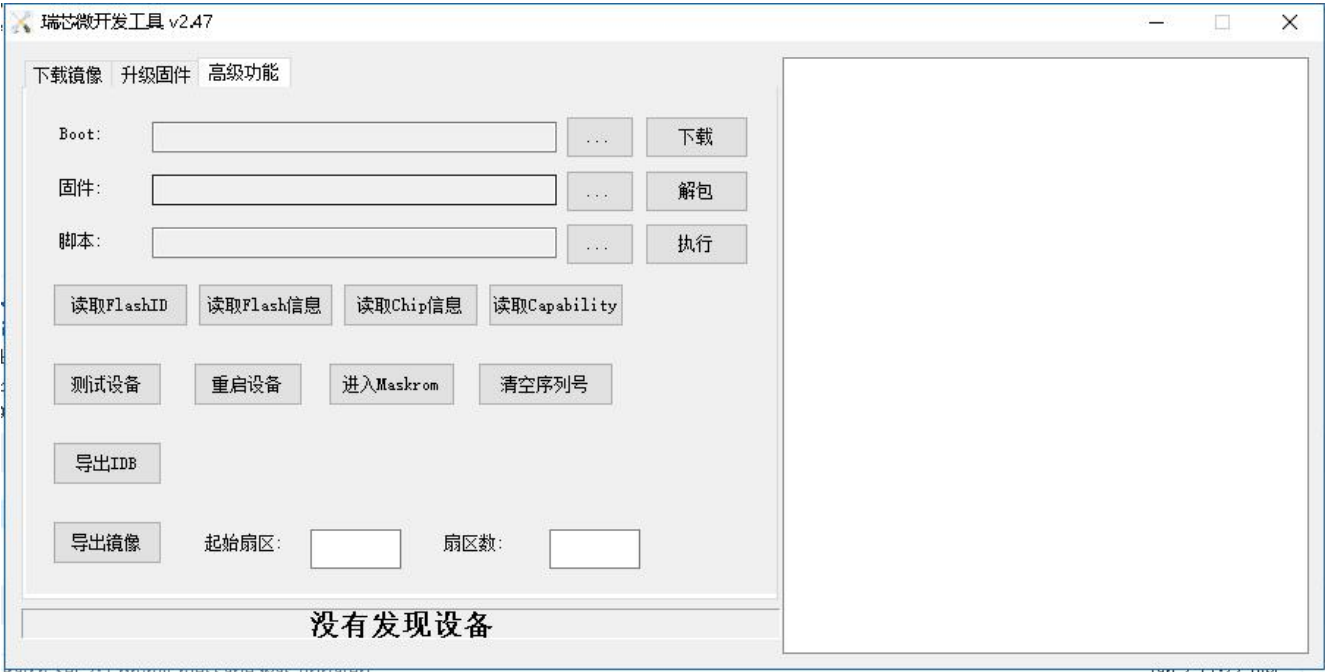 瑞芯微开发工具 v2.47
下载镜像 升级固件 高级功能
Boot: ... 下载
固件: ... 解包
脚本: ... 执行
读取FlashID 读取Flash信息 读取Chip信息 读取Capability
测试设备 重启设备 进入Maskrom 清空序列号
导出IDB
导出镜像 起始扇区: 扇区数:
没有发现设备